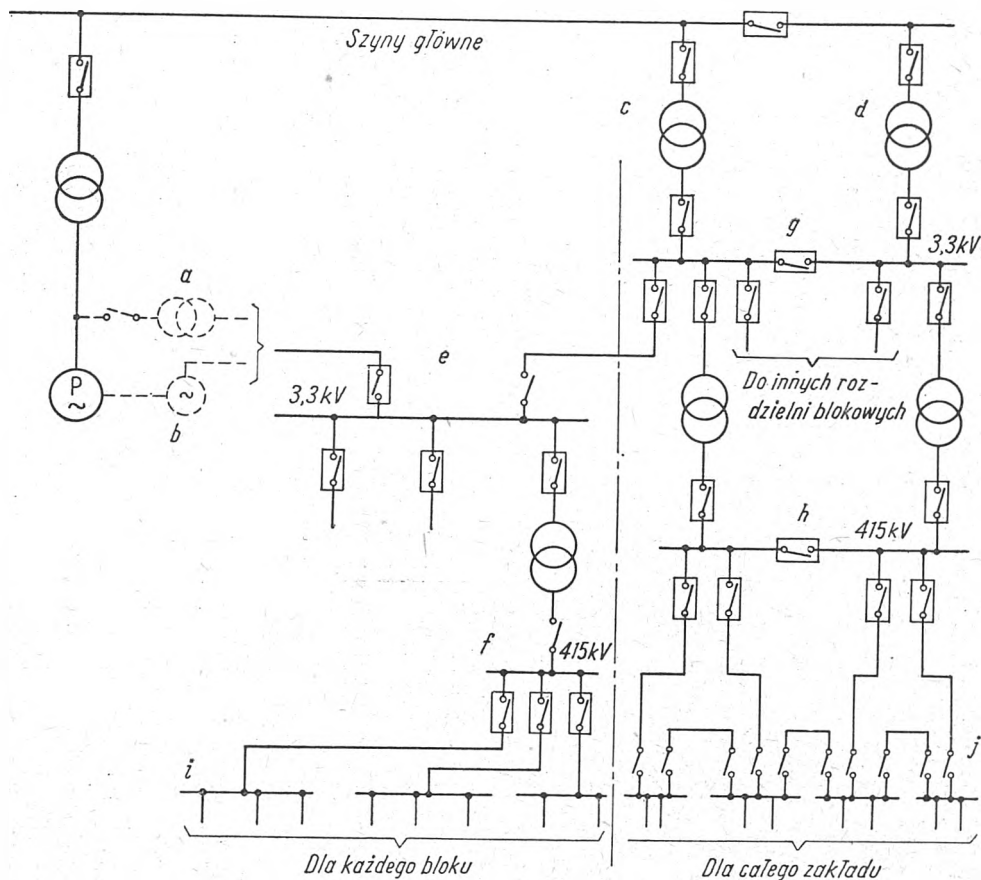 Szyny główne
c
d
g
3,3kV
a
e
P
~
3,3kV
~
b
Do innych roz-
dzielni blokowych
h
415kV
f
415kV
i
j
Dla każdego bloku
Dla całego zakładu